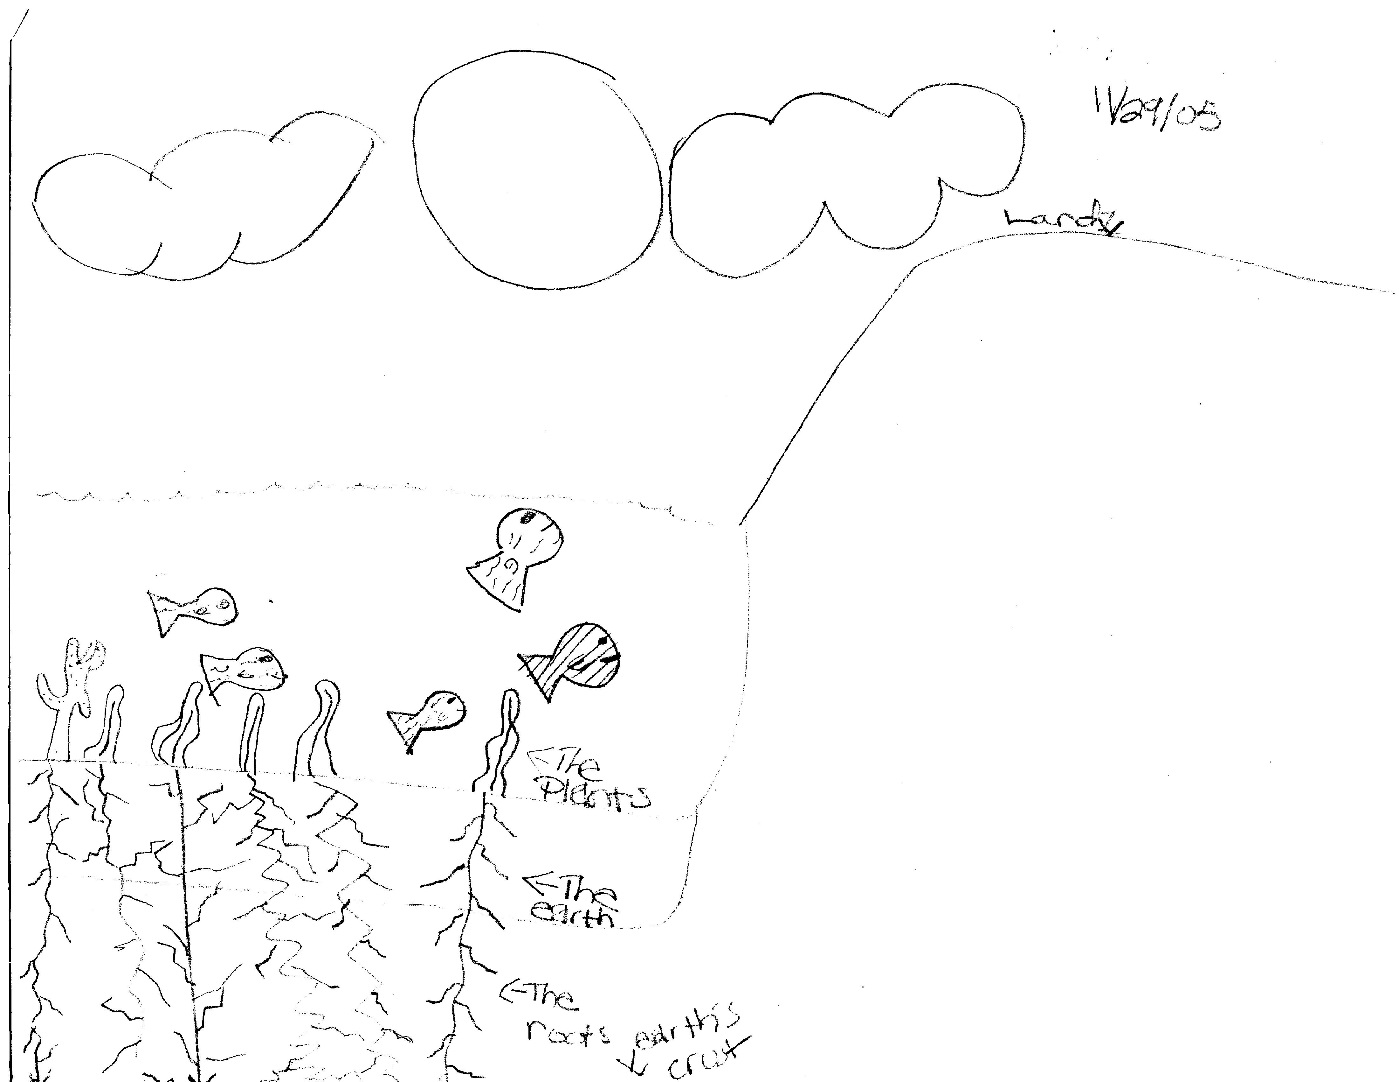 11/29/05
Land
The
Plants
The
earth
The
roots
earth's
crust